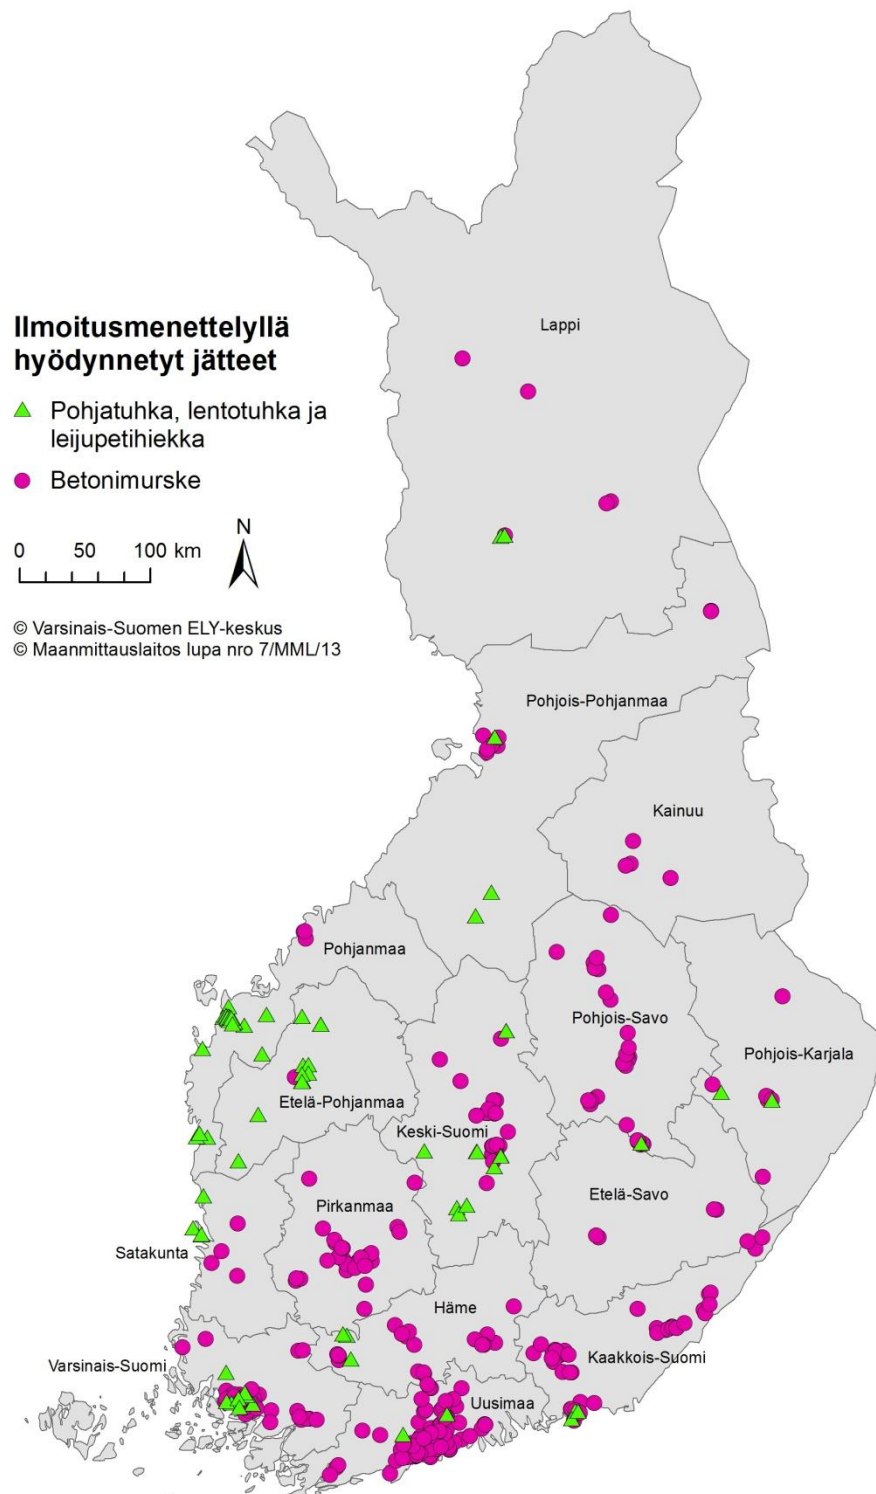 Ilmoitusmenettelyllä
hyödynnetyt jätteet
Pohjatuhka, lentotuhka ja
leijupetihiekka
Betonimurske
N
0 50 100 km
© Varsinais-Suomen ELY-keskus
© Maanmittauslaitos lupa nro 7/MML/13
Lappi
Pohjois-Pohjanmaa
Kainuu
Pohjanmaa
Pohjois-Savo
Pohjois-Karjala
Etelä-Pohjanmaa
Keski-Suomi
Etelä-Savo
Pirkanmaa
Satakunta
Häme
Kaakkois-Suomi
Varsinais-Suomi
Uusimaa